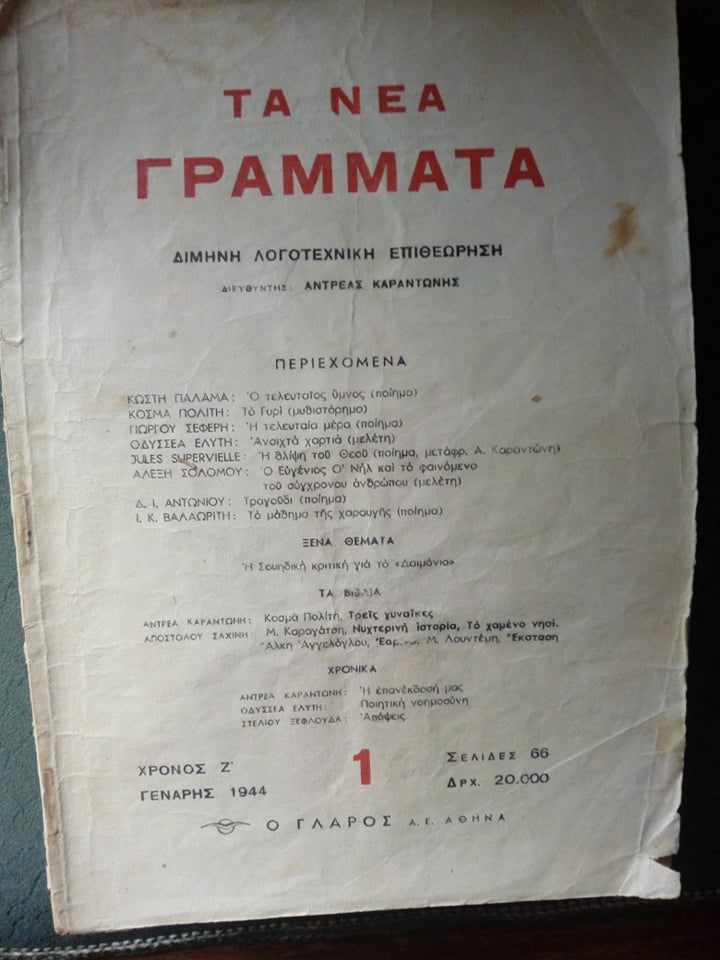 ΤΑ ΝΕΑ
ΓΡΑΜΜΑΤΑ
ΔΙΜΗΝΗ ΛΟΓΟΤΕΧΝΙΚΗ ΕΠΙΘΕΩΡΗΣΗ
ΔΙΕΥΘΥΝΤΗΣ: ΑΝΤΡΕΑΣ ΚΑΡΑΝΤΩΝΗΣ
ΠΕΡΙΕΧΟΜΕΝΑ
ΚΩΣΤΗ ΠΑΛΑΜΑ: Ὁ τελευταῖος ὕμνος (ποίημα)
ΚΟΣΜΑ ΠΟΛΙΤΗ: Τὸ Γυρὶ (μυθιστόρημα)
ΓΙΩΡΓΟΥ ΣΕΦΕΡΗ: Ἡ τελευταία μέρα (ποίημα)
ΟΔΥΣΣΕΑ ΕΛΥΤΗ: Ἀνοιχτὰ χαρτιὰ (μελέτη)
JULES SUPERVIELLE: Ἡ θλίψη τοῦ Θεοῦ (ποίημα, μετάφρ. Α. Καραντώνη)
ΑΛΕΞΗ ΣΟΛΟΜΟΥ: Ὁ Εὐγένιος Ο' Νῆλ καὶ τὸ φαινόμενο
τοῦ σύγχρονου ἀνθρώπου (μελέτη)
Δ. Ι. ΑΝΤΩΝΙΟΥ: Τραγοῦδι (ποίημα)
Ι. Κ. ΒΑΛΑΩΡΙΤΗ: Τὸ μάθημα τῆς χαραυγῆς (ποίημα)
ΞΕΝΑ ΘΕΜΑΤΑ
Ἡ Σουηδικὴ κριτικὴ γιὰ τὸ «Δαιμόνιο»
ΤΑ ΒΙΒΛΙΑ
ΑΝΤΡΕΑ ΚΑΡΑΝΤΩΝΗ: Κοσμᾶ Πολίτη, Τρεῖς γυναῖκες
ΑΠΟΣΤΟΛΟΥ ΣΑΧΙΝΗ: Μ. Καραγάτση, Νυχτερινὴ ἱστορία, Τὸ χαμένο νησί.
Ἄλκη Ἀγγελόγλου, Μ. Λουντέμη, Ἔκσταση
ΧΡΟΝΙΚΑ
ΑΝΤΡΕΑ ΚΑΡΑΝΤΩΝΗ: Ἡ ἐπανέκδοσή μας
ΟΔΥΣΣΕΑ ΕΛΥΤΗ: Ποιητικὴ νοημοσύνη
ΣΤΕΛΙΟΥ ΞΕΦΛΟΥΔΑ: Ἀπόψεις
ΧΡΟΝΟΣ Ζ' 1 ΣΕΛΙΔΕΣ 66
ΓΕΝΑΡΗΣ 1944 ΔΡΧ. 20.000
Ο ΓΛΑΡΟΣ Α.Ε. ΑΘΗΝΑ